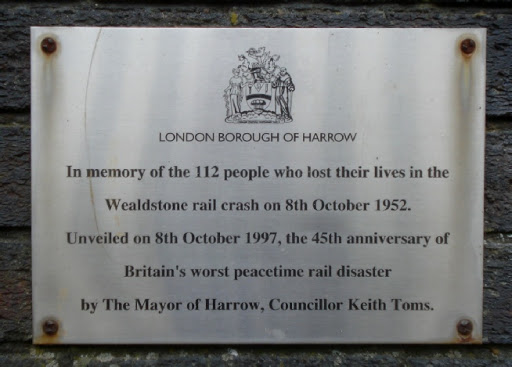 LONDON BOROUGH OF HARROW
In memory of the 112 people who lost their lives in the
Wealdstone rail crash on 8th October 1952.
Unveiled on 8th October 1997, the 45th anniversary of
Britain's worst peacetime rail disaster
by The Mayor of Harrow, Councillor Keith Toms.